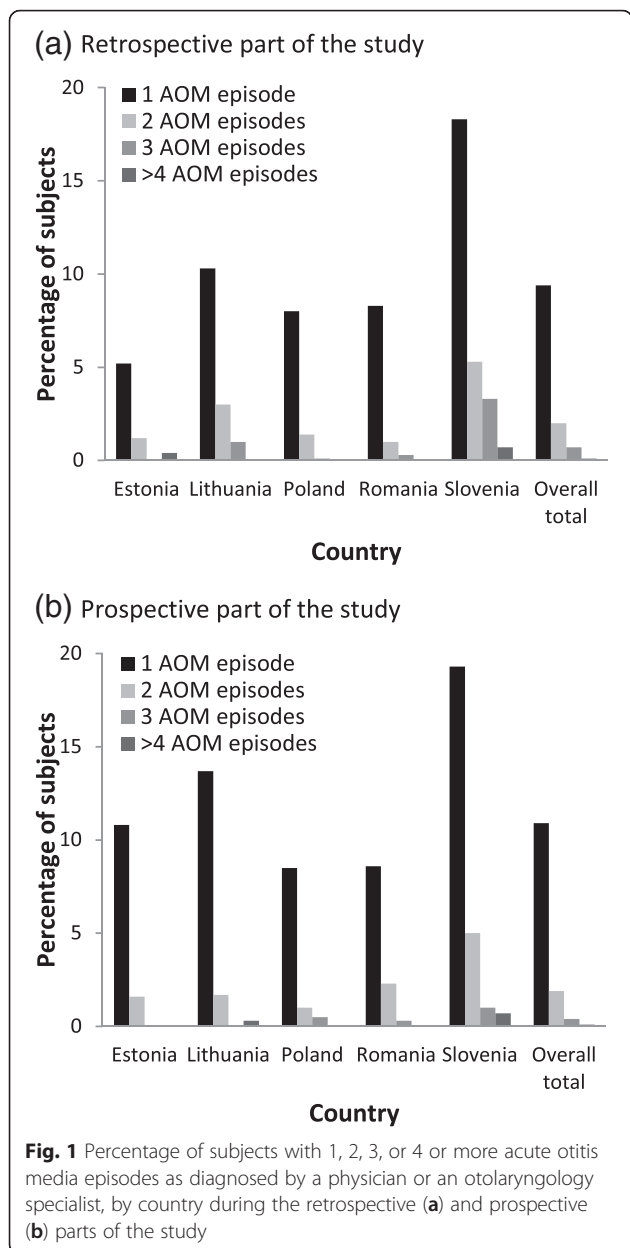 (a) Retrospective part of the study
20
15
10
5
0
Percentage of subjects
1 AOM episode
2 AOM episodes
3 AOM episodes
>4 AOM episodes
Estonia Lithuania Poland Romania Slovenia Overall
total
Country
(b) Prospective part of the study
20
15
10
5
0
Percentage of subjects
1 AOM episode
2 AOM episodes
3 AOM episodes
>4 AOM episodes
Estonia Lithuania Poland Romania Slovenia Overall
total
Country
Fig. 1 Percentage of subjects with 1, 2, 3, or 4 or more acute otitis
media episodes as diagnosed by a physician or an otolaryngology
specialist, by country during the retrospective (a) and prospective
(b) parts of the study